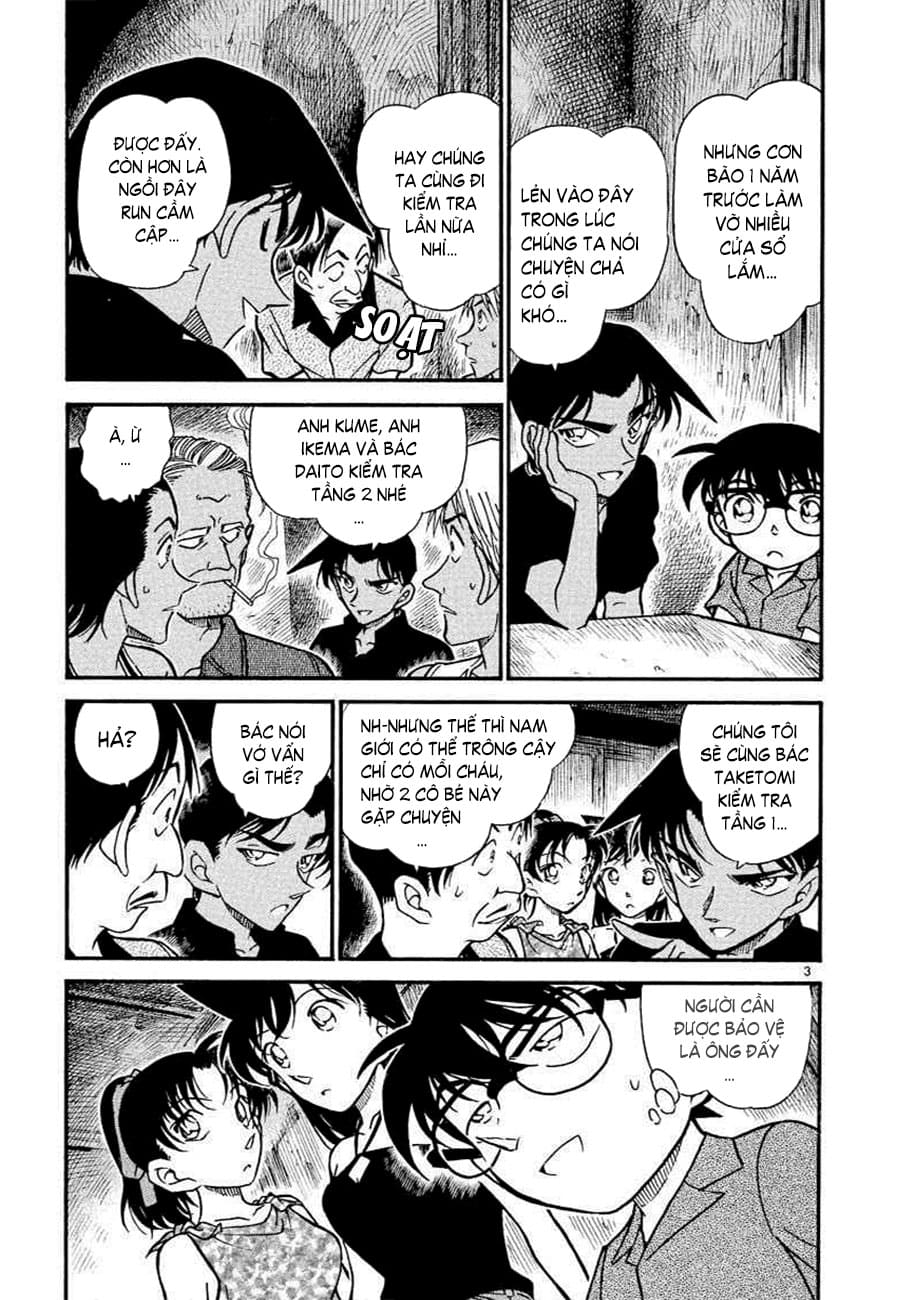 NHƯNG CƠN
BÃO 1 NĂM
TRƯỚC LÀM
VỠ NHIỀU
CỬA SỔ
LẮM...
LÉN VÀO ĐÂY
TRONG LÚC
CHÚNG TA NÓI
CHUYỆN CHẢ
CÓ GÌ
KHÓ...
HAY CHÚNG
TA CÙNG ĐI
KIỂM TRA
LẦN NỮA
NHỈ...
ĐƯỢC ĐẤY.
CÒN HƠN LÀ
NGỒI ĐÂY
RUN CẦM
CẬP...
SOẠT
ANH KUME, ANH
IKEMA VÀ BÁC
DAITO KIỂM TRA
TẦNG 2 NHÉ
...
À, Ừ
...
CHÚNG TÔI
SẼ CÙNG BÁC
TAKETOMI
KIỂM TRA
TẦNG 1...
NH-NHƯNG THẾ THÌ NAM
GIỚI CÓ THỂ TRÔNG CẬY
CHỈ CÓ MỒI CHÁU,
NHỜ 2 CÔ BÉ NÀY
GẶP CHUYỆN
...
BÁC NÓI
VỚ VẨN
GÌ THẾ?
HẢ?
3
NGƯỜI CẦN
ĐƯỢC BẢO VỆ
LÀ ÔNG ĐẤY
...